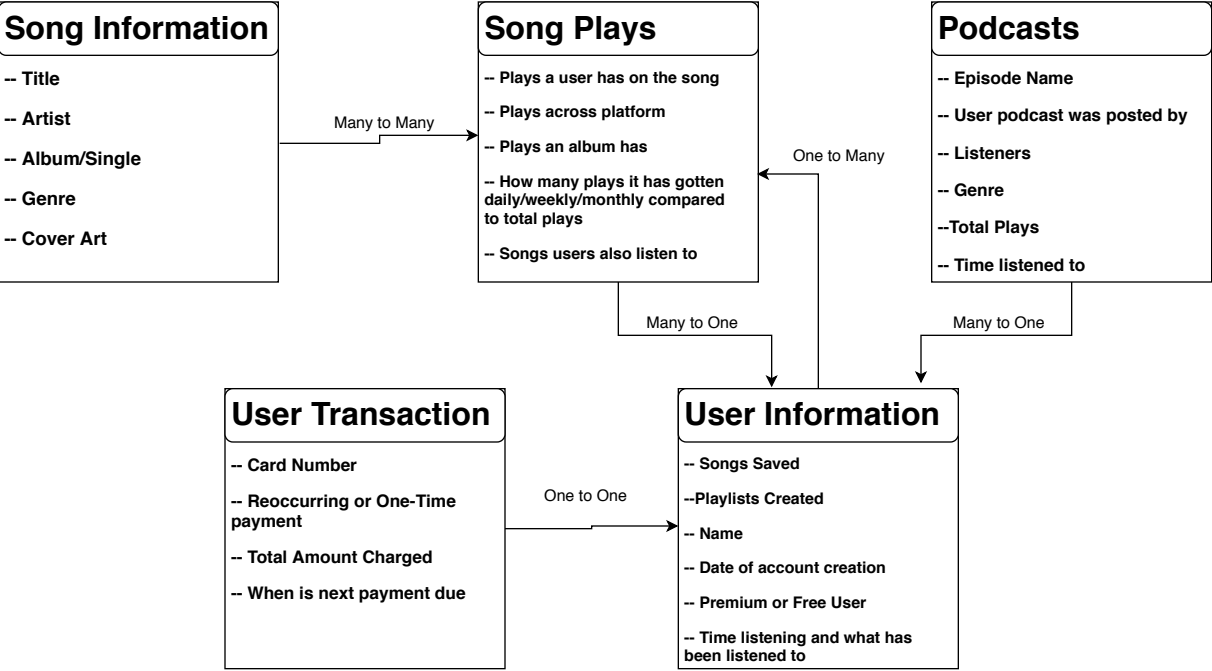 Song Information
-- Title
-- Artist
-- Album/Single
-- Genre
-- Cover Art
Many to Many
Song Plays
-- Plays a user has on the song
-- Plays across platform
-- Plays an album has
-- How many plays it has gotten
daily/weekly/monthly compared
to total plays
-- Songs users also listen to
One to Many
Podcasts
-- Episode Name
-- User podcast was posted by
-- Listeners
-- Genre
--Total Plays
-- Time listened to
Many to One
Many to One
User Transaction
-- Card Number
-- Reoccurring or One-Time
payment
-- Total Amount Charged
-- When is next payment due
One to One
User Information
-- Songs Saved
--Playlists Created
-- Name
-- Date of account creation
-- Premium or Free User
-- Time listening and what has
been listened to